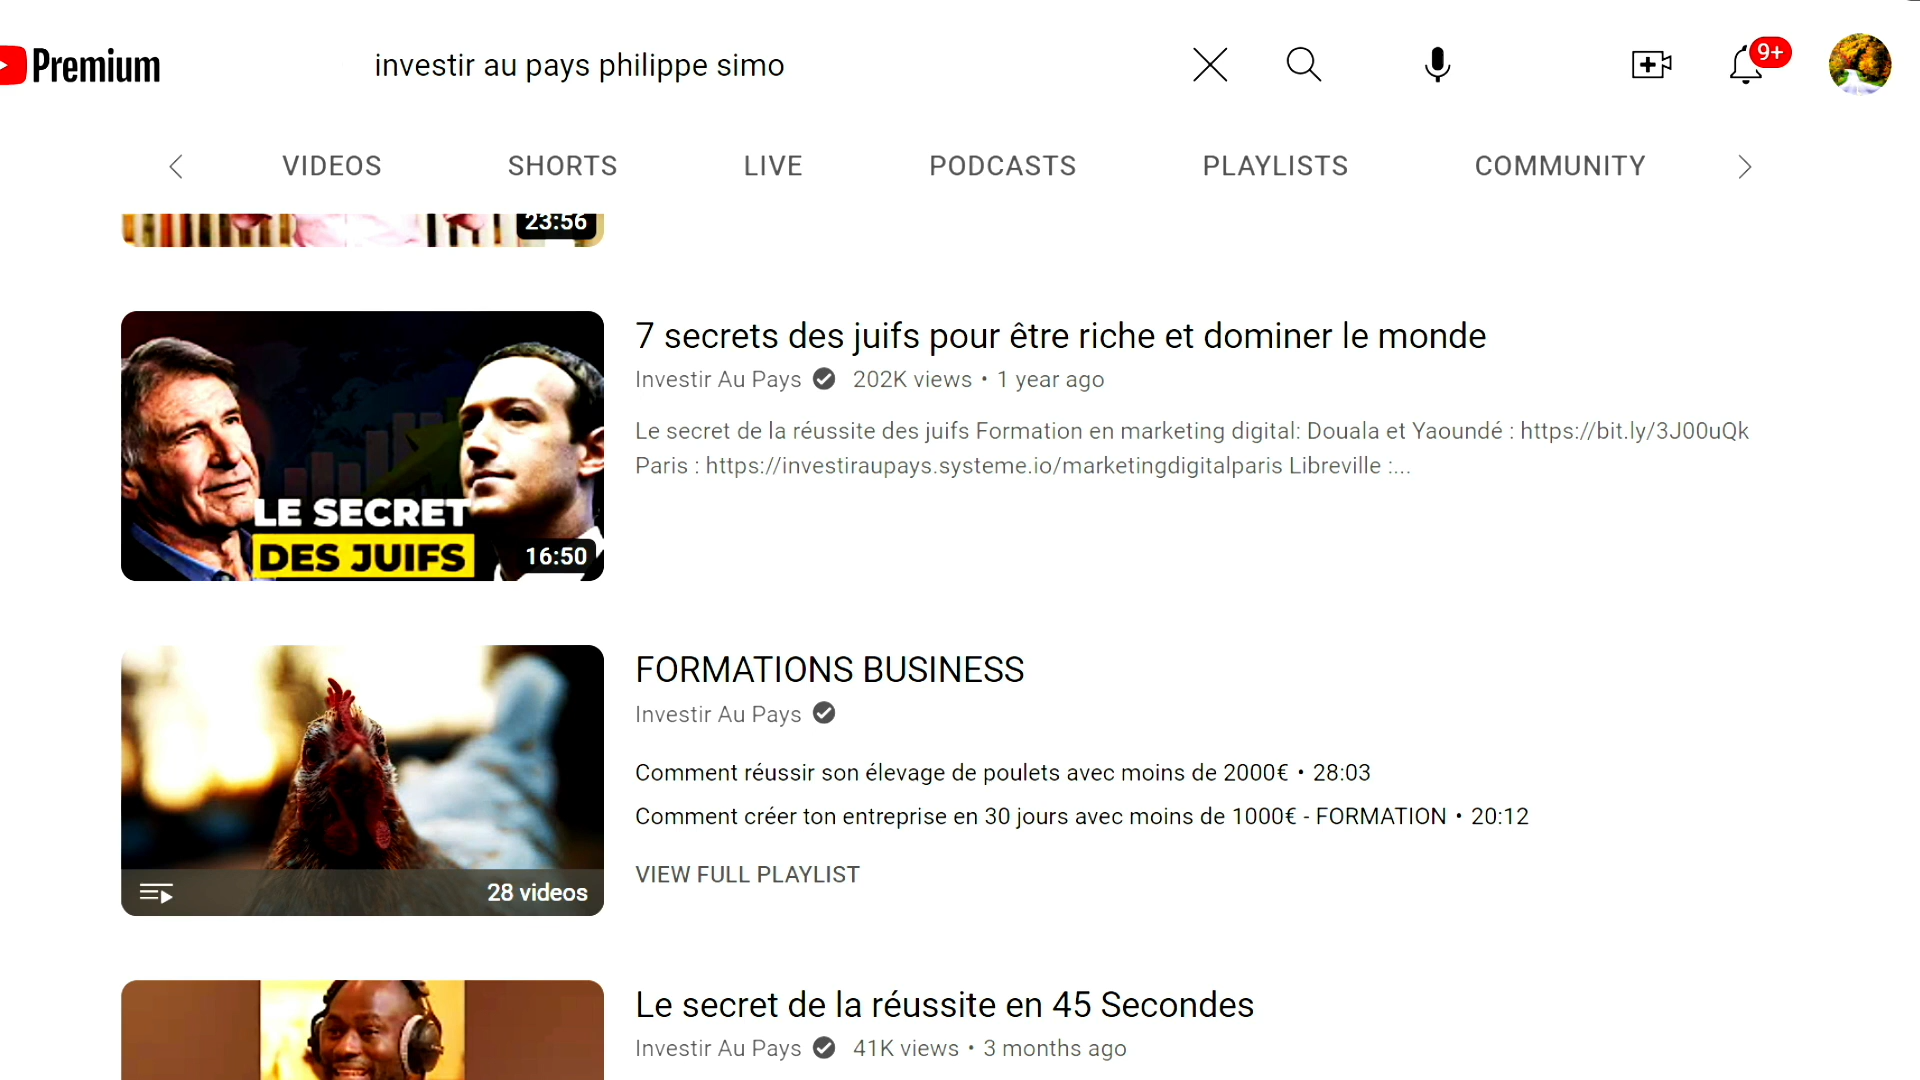 Premium
investir au pays philippe simo
9+
VIDEOS SHORTS LIVE PODCASTS PLAYLISTS COMMUNITY
23:56
LE SECRET
DES JUIFS
16:50
7 secrets des juifs pour être riche et dominer le monde
Investir Au Pays 202K views • 1 year ago
Le secret de la réussite des juifs Formation en marketing digital: Douala et Yaoundé : https://bit.ly/3J00uQk
Paris : https://investiraupays.systeme.io/marketingdigitalparis Libreville :...
28 videos
FORMATIONS BUSINESS
Investir Au Pays
Comment réussir son élevage de poulets avec moins de 2000€ • 28:03
Comment créer ton entreprise en 30 jours avec moins de 1000€ - FORMATION • 20:12
VIEW FULL PLAYLIST
Le secret de la réussite en 45 Secondes
Investir Au Pays 41K views • 3 months ago